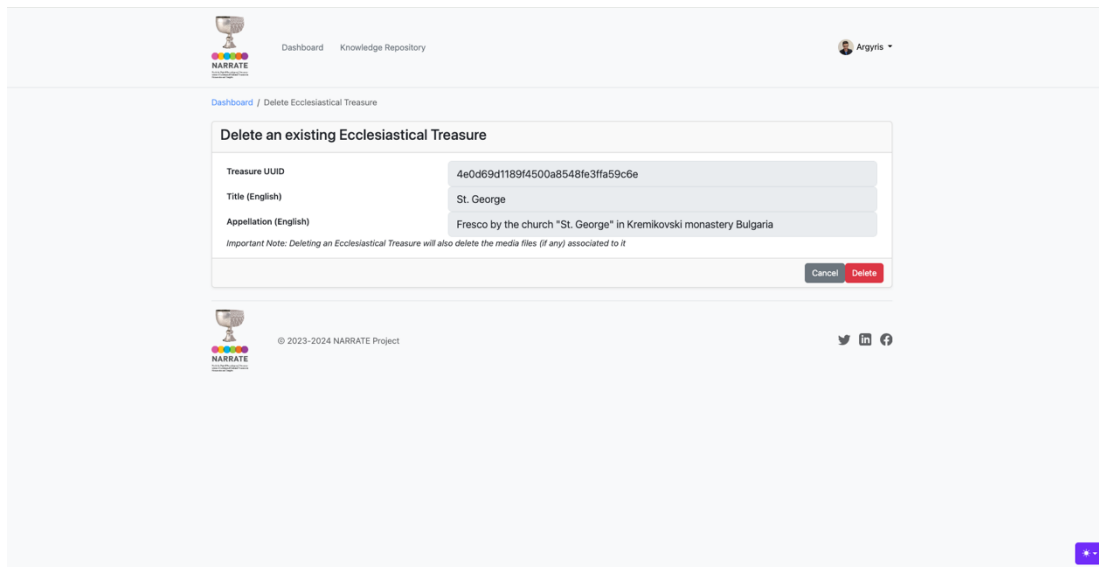 NARRATE
Dashboard Knowledge Repository
Argyris
Dashboard / Delete Ecclesiastical Treasure
Delete an existing Ecclesiastical Treasure
Treasure UUID 4e0d69d1189f4500a8548fe3ffa59c6e
Title (English) St. George
Appellation (English) Fresco by the church "St. George" in Kremikovski monastery Bulgaria
Important Note: Deleting an Ecclesiastical Treasure will also delete the media files (if any) associated to it
Cancel Delete
NARRATE
© 2023-2024 NARRATE Project